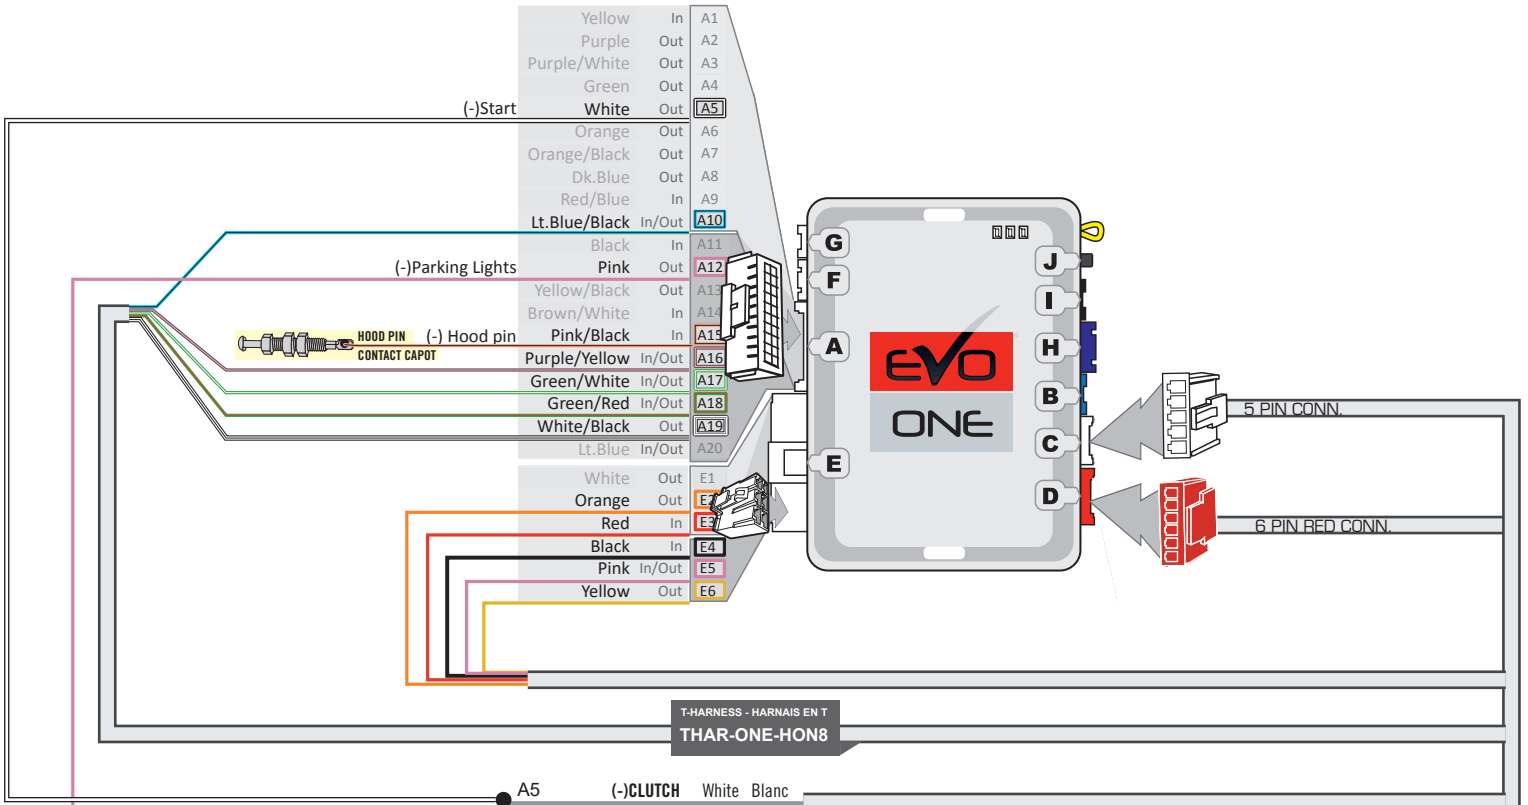 Yellow In A1
Purple Out A2
Purple/White Out A3
Green Out A4
(-)Start White Out A5
Orange Out A6
Orange/Black Out A7
Dk.Blue Out A8
Red/Blue In A9
Lt.Blue/Black In/Out A10
Black In A11
(-)Parking Lights Pink Out A12
Yellow/Black Out A13
Brown/White In A14
HOOD PIN (-) Hood pin Pink/Black In A15
CONTACT CAPOT
Purple/Yellow In/Out A16
Green/White In/Out A17
Green/Red In/Out A18
White/Black Out A19
Lt.Blue In/Out A20
White Out E1
Orange Out E2
Red In E3
Black In E4
Pink In/Out E5
Yellow Out E6
G
F
A
E
EVO
ONE
J
I
H
B
C
D
5 PIN CONN.
6 PIN RED CONN.
T-HARNESS - HARNAIS EN T
THAR-ONE-HON8
A5 (-)CLUTCH White Blanc